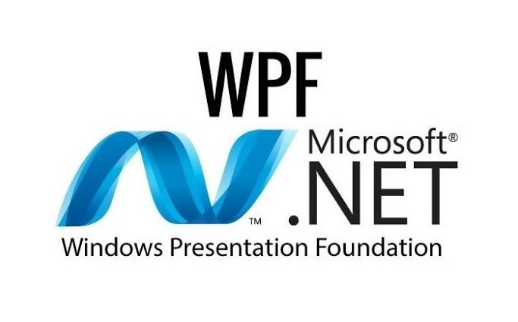 WPF
Microsoft®
™ .NET
Windows Presentation Foundation